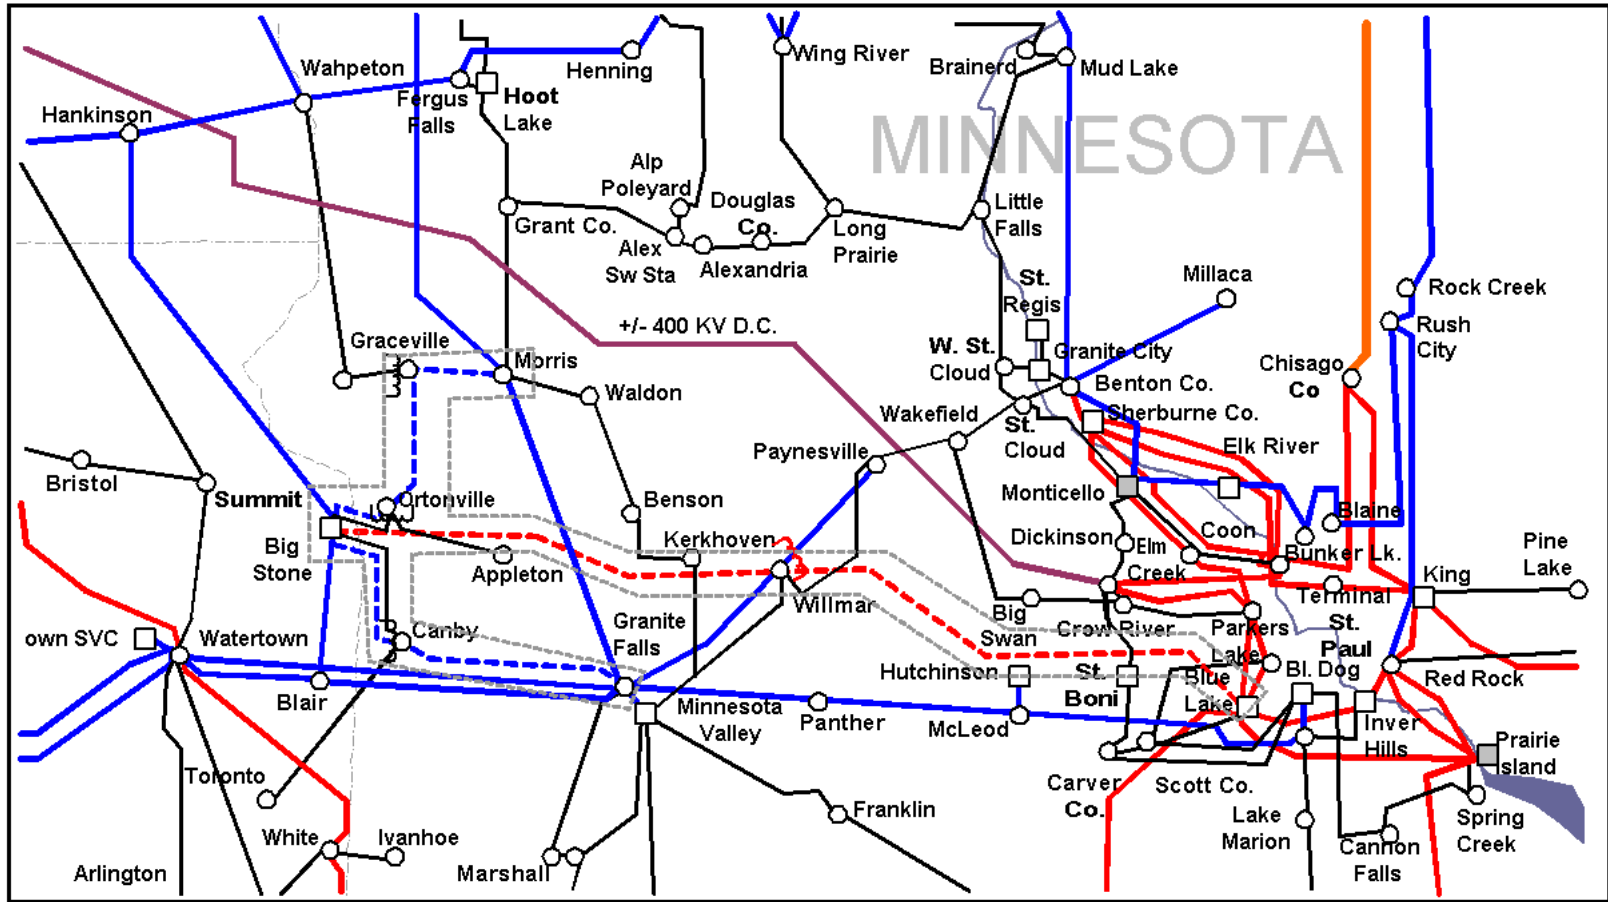 Wahpeton
Henning
Wing River
Brainerd
Mud Lake
Hankinson
Fergus
Falls
Hoot
Lake
MINNESOTA
Alp
Poleyard
Douglas
Co.
Grant Co.
Alex
Sw Sta
Alexandria
Long
Prairie
Little
Falls
St.
Regis
Millaca
Rock Creek
Rush
City
+/- 400 KV D.C.
Graceville
Morris
Waldon
W. St.
Cloud
Granite City
Benton Co.
Chisago
Co
Wakefield
St.
Cloud
Sherburne Co.
Elk River
Paynesville
Bristol
Summit
Ortonville
Benson
Monticello
Blaine
Big
Stone
Appleton
Kerkhoven
Dickinson
Elm
Creek
Coon
Bunker Lk.
King
Pine
Lake
Willmar
Big
Swan
Crow River
Parkers
Lake
Terminal
St.
Paul
own SVC
Watertown
Canby
Granite
Falls
Hutchinson
St.
Boni
Blue
Lake
Bl. Dog
Red Rock
Blair
Minnesota
Valley
Panther
McLeod
Inver
Hills
Prairie
Island
Toronto
Carver
Co.
Scott Co.
Franklin
Lake
Marion
Cannon
Falls
Spring
Creek
White
Ivanhoe
Arlington
Marshall